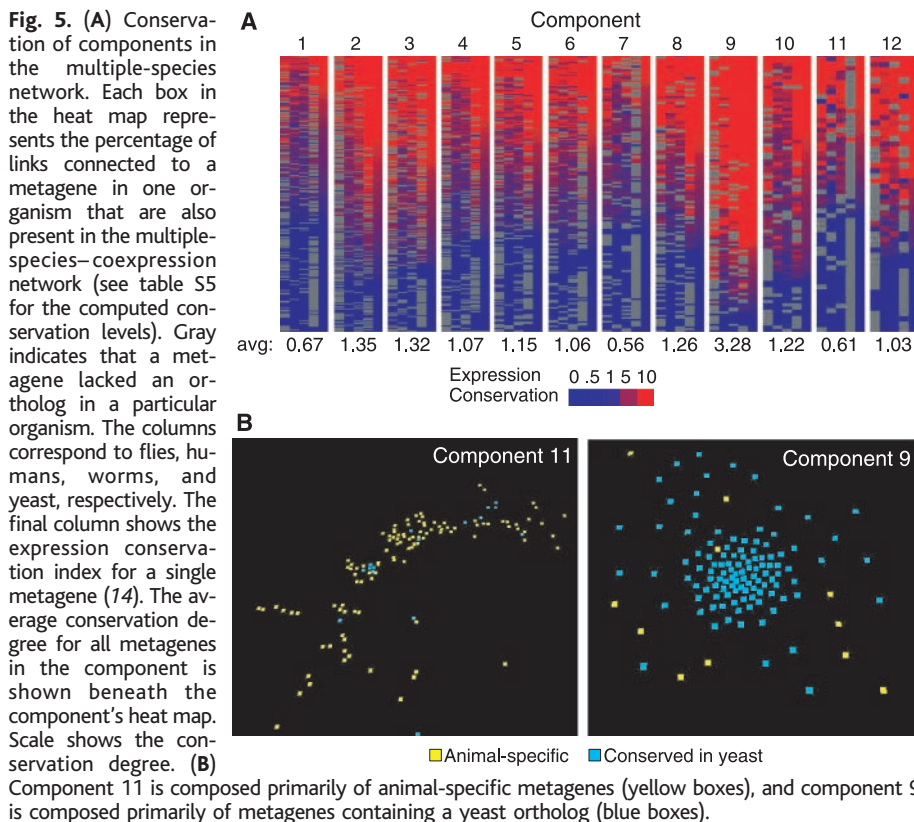 Fig. 5. (A) Conserva-
tion of components in
the multiple-species
network. Each box in
the heat map repre-
sents the percentage of
links connected to a
metagene in one or-
ganism that are also
present in the multiple-
species–coexpression
network (see table S5
for the computed con-
servation levels). Gray
indicates that a met-
agene lacked an or-
tholog in a particular
organism. The columns
correspond to flies, hu-
mans, worms, and
yeast, respectively. The
final column shows the
expression conserva-
tion index for a single
metagene (14). The av-
erage conservation de-
gree for all metagenes
in the component is
shown beneath the
component's heat map.
Scale shows the con-
servation degree. (B)
Component 11 is composed primarily of animal-specific metagenes (yellow boxes), and component 9
is composed primarily of metagenes containing a yeast ortholog (blue boxes).
A
Component
1 2 3 4 5 6 7 8 9 10 11 12
avg: 0.67 1.35 1.32 1.07 1.15 1.06 0.56 1.26 3.28 1.22 0.61 1.03
Expression 0 .5 1 5 10
Conservation
B
Component 11
Component 9
Animal-specific Conserved in yeast